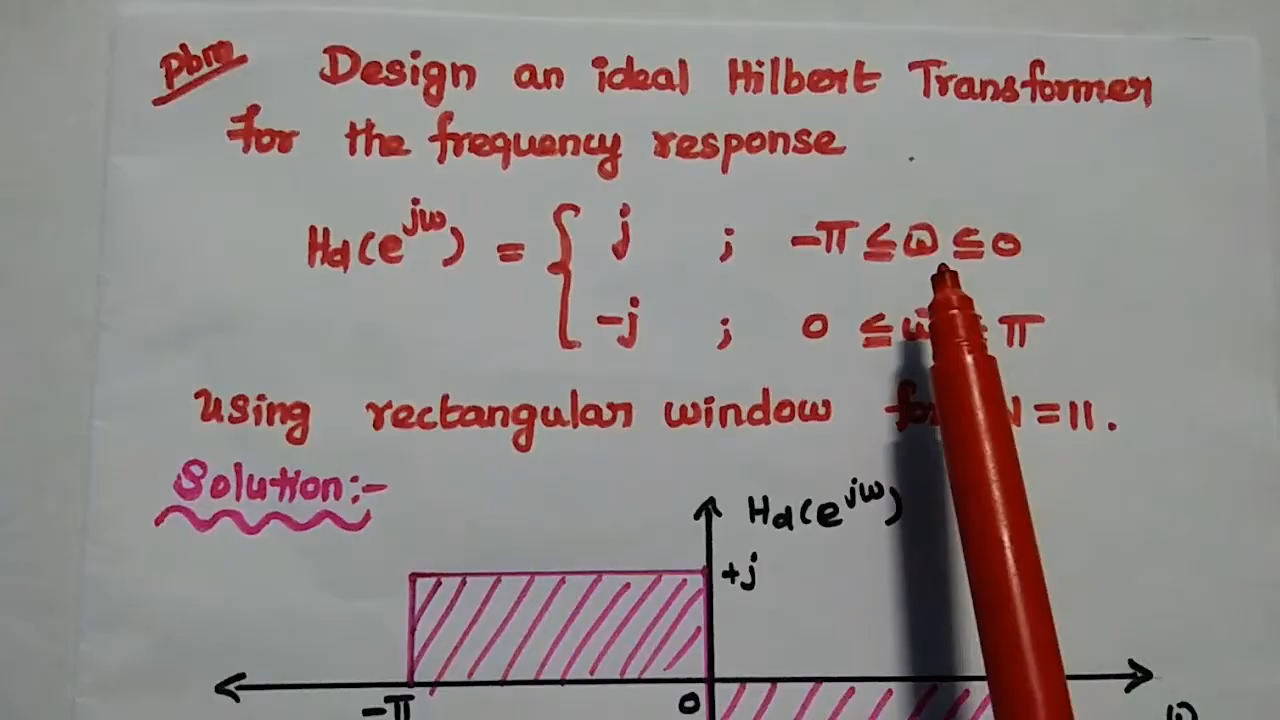 Pbm Design an ideal Hilbert Transformer
for the frequency response
Hd(e^jω) = { j ; -π ≤ ω ≤ 0
-j ; 0 ≤ ω π
using rectangular window = 11.
Solution:-
Hd(e^jω)
+j
-π 0 ω